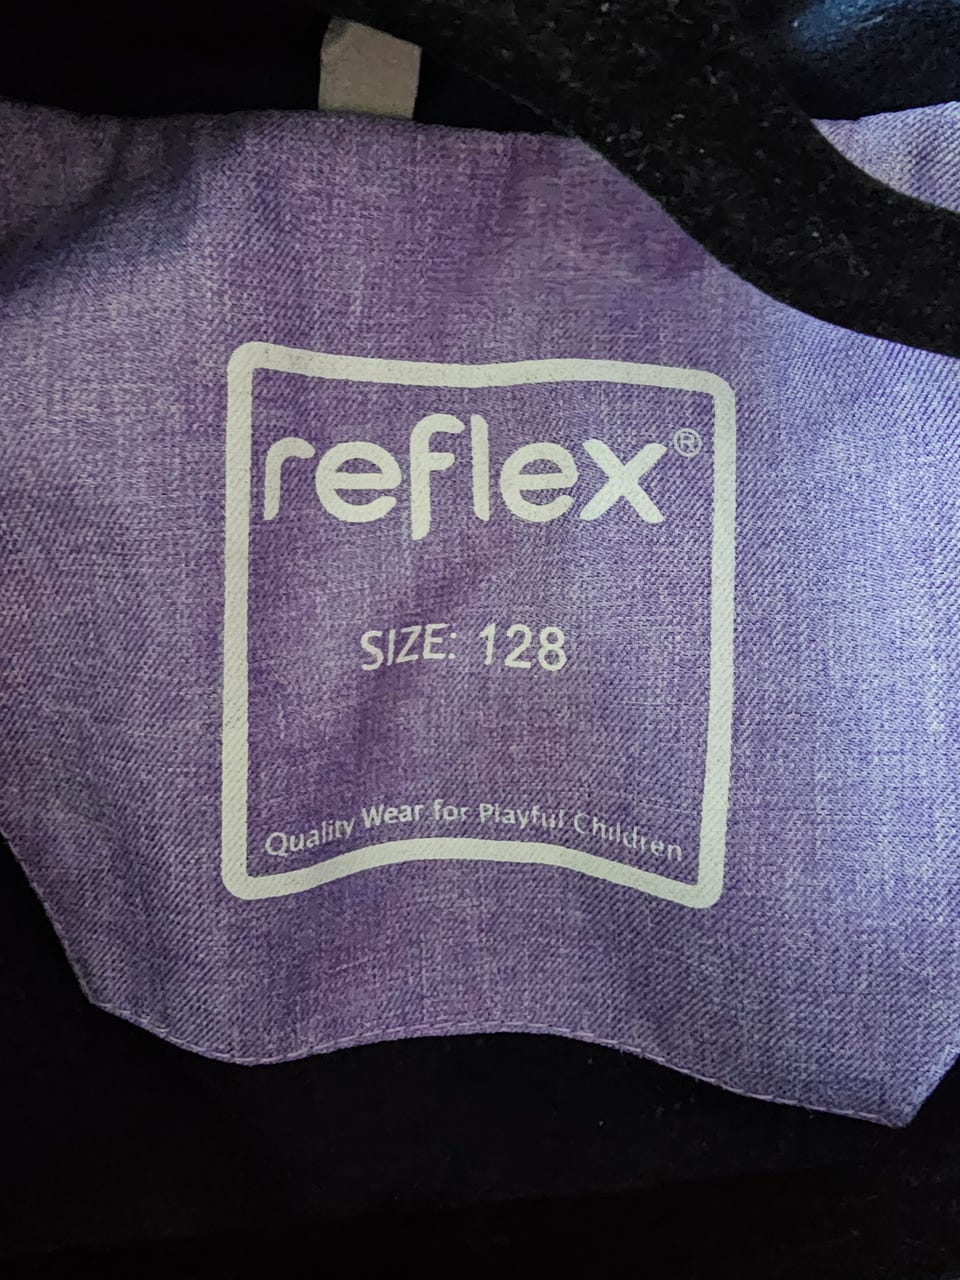 reflex®
SIZE: 128
Quality Wear for Playful Children